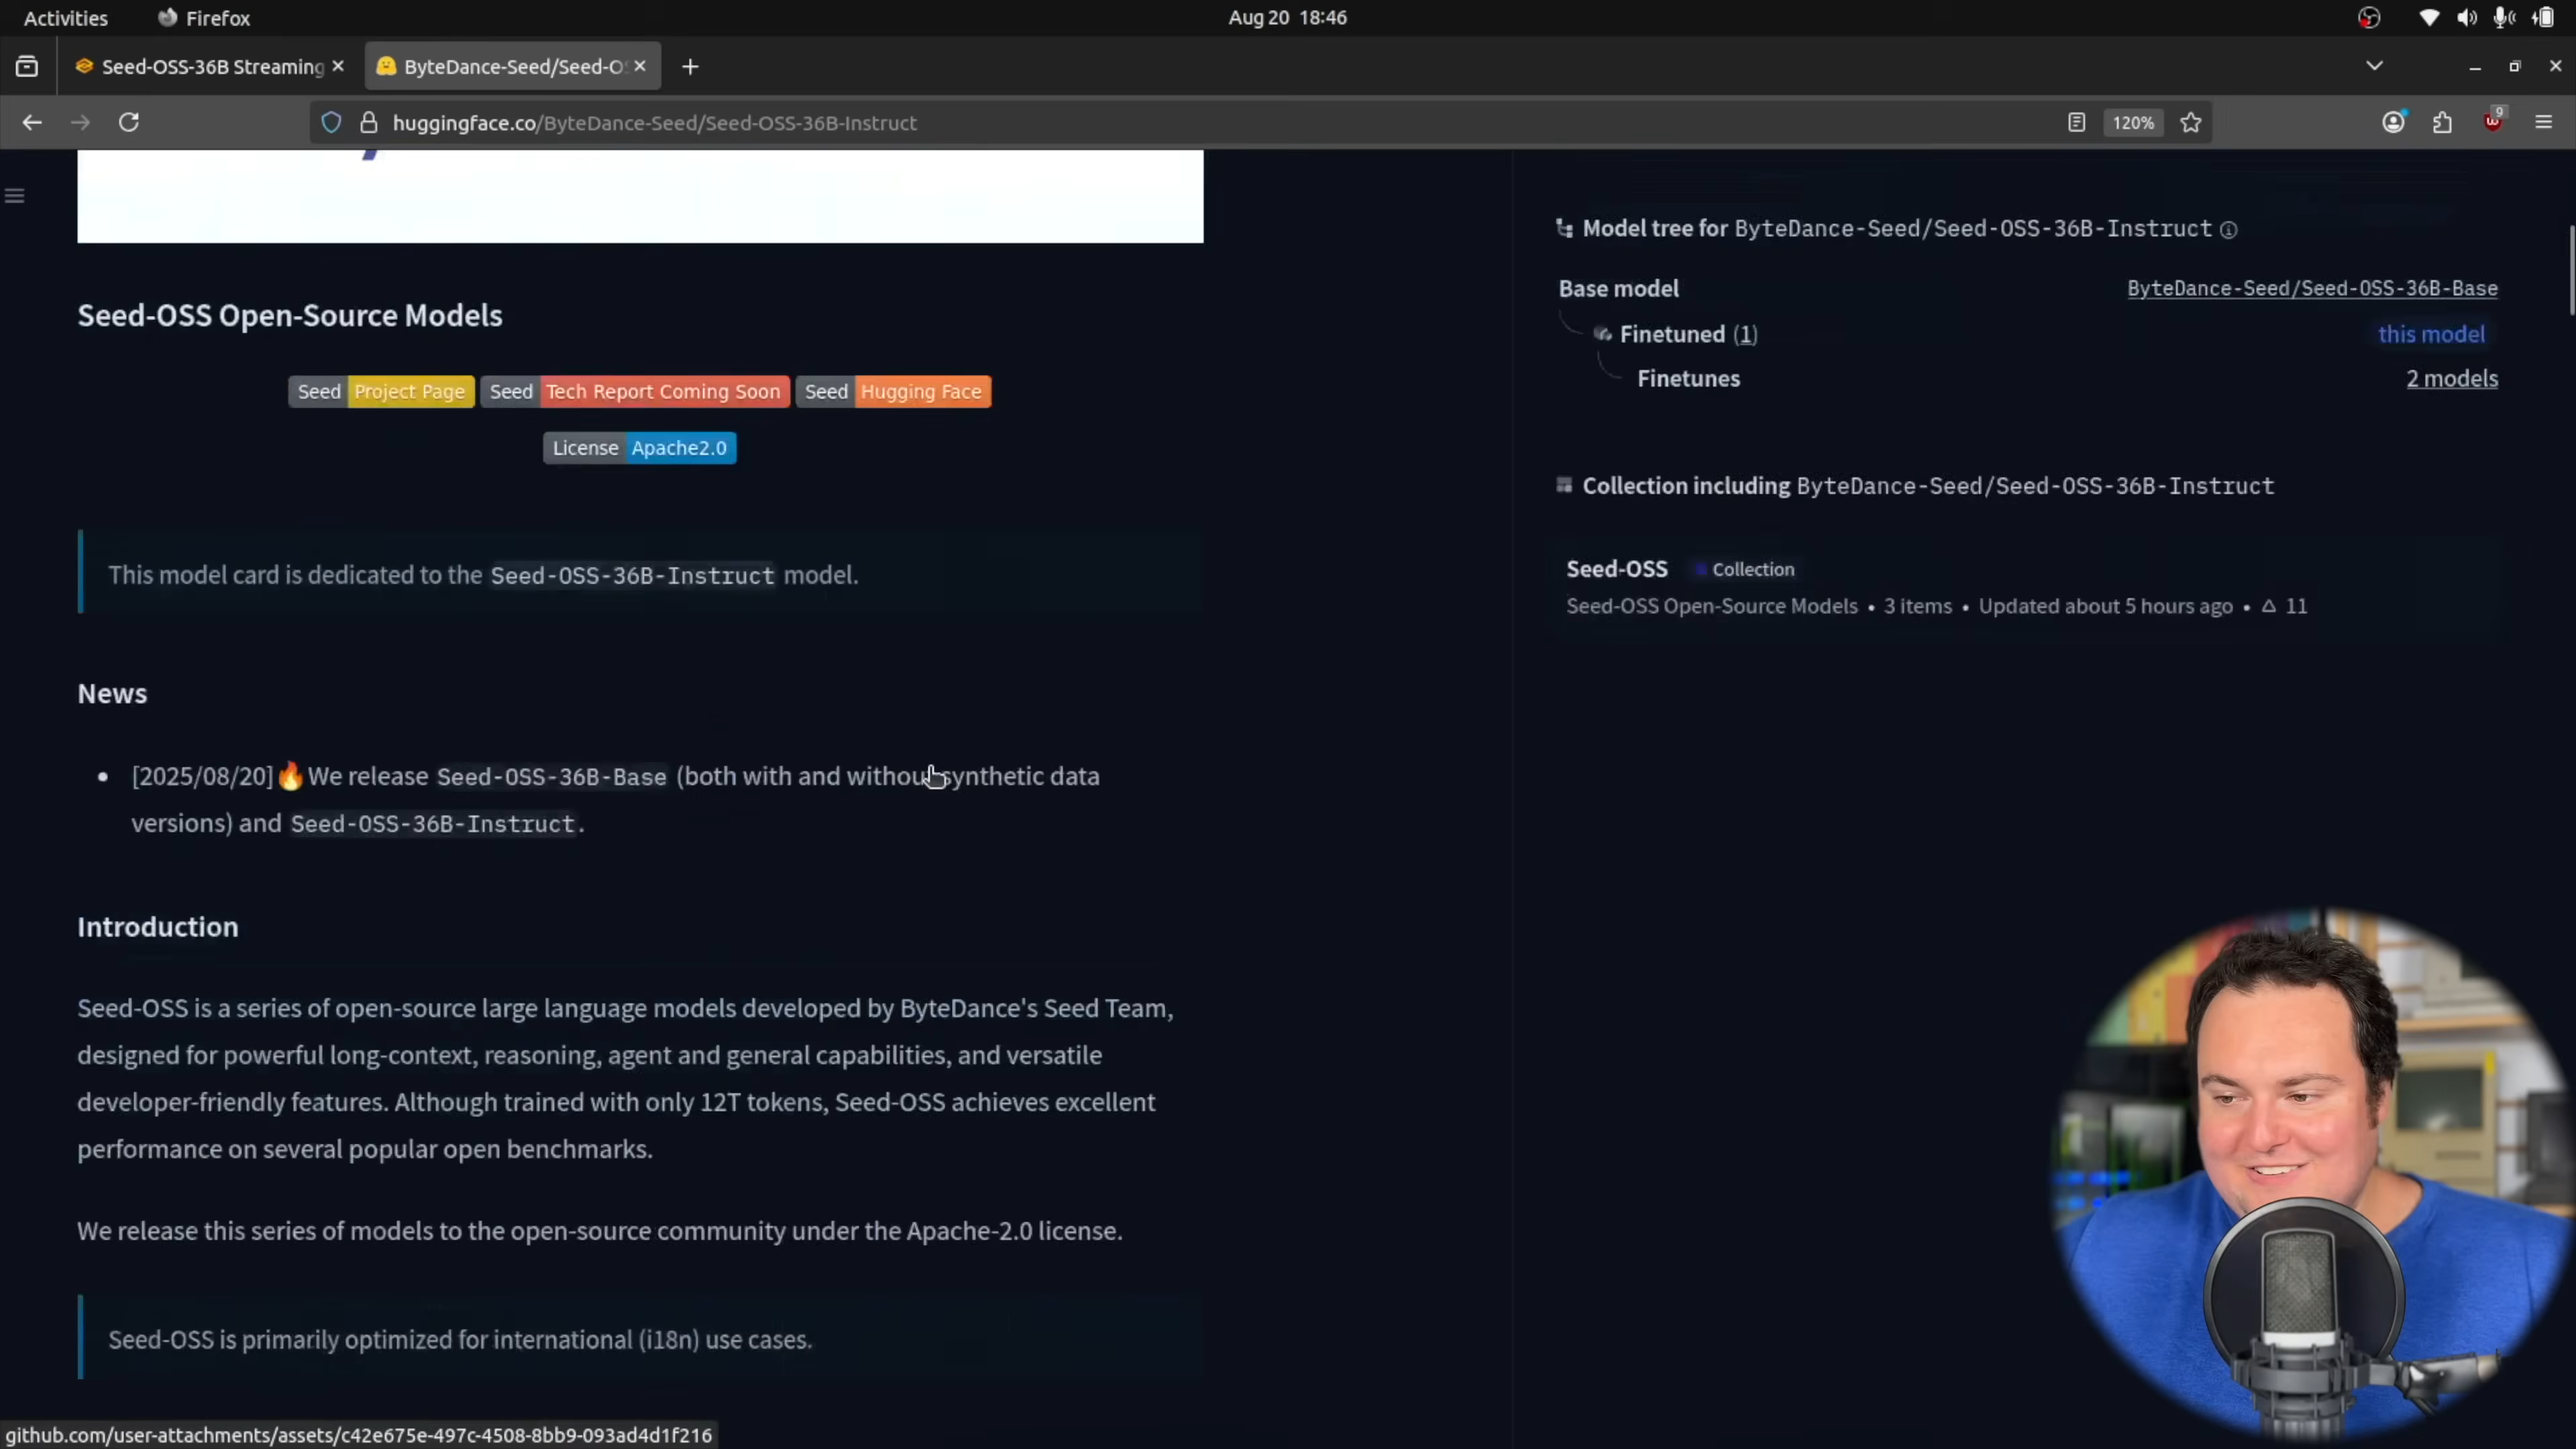 Activities Firefox Aug 20 18:46
Seed-OSS-36B Streaming ByteDance-Seed/Seed-OS
huggingface.co/ByteDance-Seed/Seed-OSS-36B-Instruct 120% 9
Seed-OSS Open-Source Models
Seed Project Page Seed Tech Report Coming Soon Seed Hugging Face
License Apache2.0
This model card is dedicated to the Seed-OSS-36B-Instruct model.
News
• [2025/08/20]🔥We release Seed-OSS-36B-Base (both with and without synthetic data
versions) and Seed-OSS-36B-Instruct.
Introduction
Seed-OSS is a series of open-source large language models developed by ByteDance's Seed Team,
designed for powerful long-context, reasoning, agent and general capabilities, and versatile
developer-friendly features. Although trained with only 12T tokens, Seed-OSS achieves excellent
performance on several popular open benchmarks.
We release this series of models to the open-source community under the Apache-2.0 license.
Seed-OSS is primarily optimized for international (i18n) use cases.
Model tree for ByteDance-Seed/Seed-OSS-36B-Instruct
Base model ByteDance-Seed/Seed-OSS-36B-Base
Finetuned (1) this model
Finetunes 2 models
Collection including ByteDance-Seed/Seed-OSS-36B-Instruct
Seed-OSS Collection
Seed-OSS Open-Source Models • 3 items • Updated about 5 hours ago • 11
github.com/user-attachments/assets/c42e675e-497c-4508-8bb9-093ad4d1f216